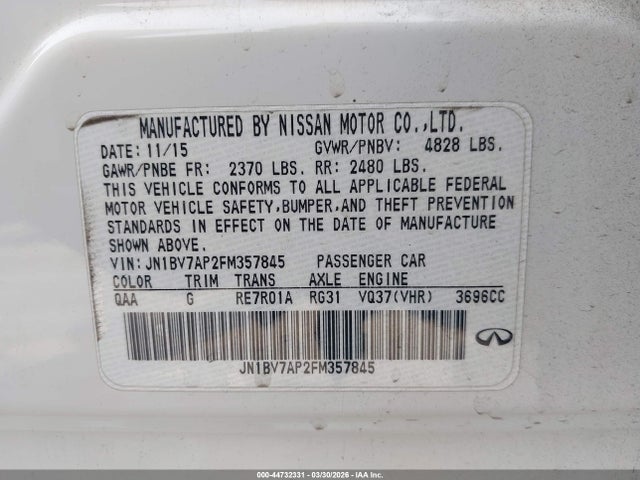 MANUFACTURED BY NISSAN MOTOR CO.,LTD.
DATE: 11/15 GVWR/PNBV: 4828 LBS.
GAWR/PNBE FR: 2370 LBS. RR: 2480 LBS.
THIS VEHICLE CONFORMS TO ALL APPLICABLE FEDERAL
MOTOR VEHICLE SAFETY,BUMPER,AND THEFT PREVENTION
STANDARDS IN EFFECT ON THE DATE OF MANUFACTURE
SHOWN ABOVE.
VIN: JN1BV7AP2FM357845 PASSENGER CAR
COLOR TRIM TRANS AXLE ENGINE
QAA G RE7R01A RG31 VQ37(VHR) 3696CC
JN1BV7AP2FM357845
000-44732331 - 03/30/2026 - IAA Inc.